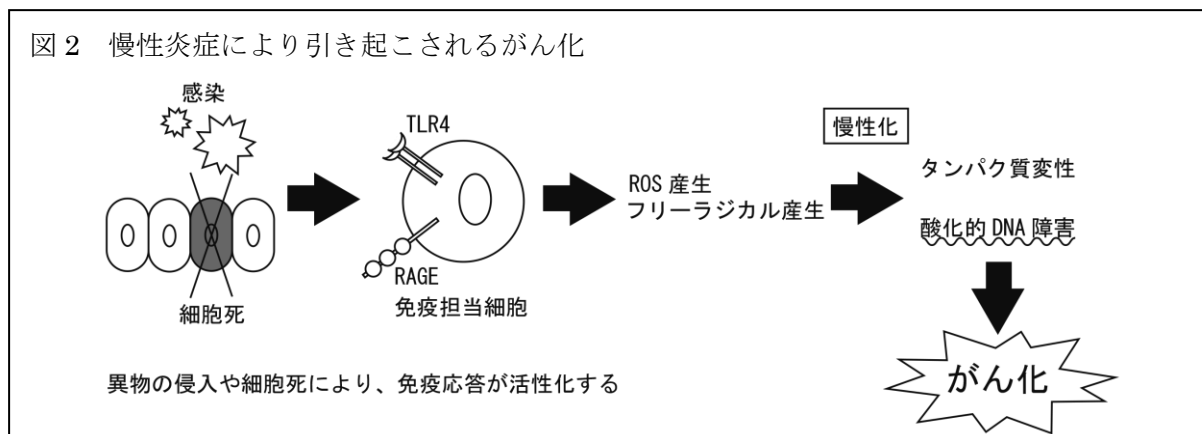 図2 慢性炎症により引き起こされるがん化
感染
TLR4
RAGE
免疫担当細胞
細胞死
異物の侵入や細胞死により、免疫応答が活性化する
ROS 産生
フリーラジカル産生
慢性化
タンパク質変性
酸化的 DNA 障害
がん化